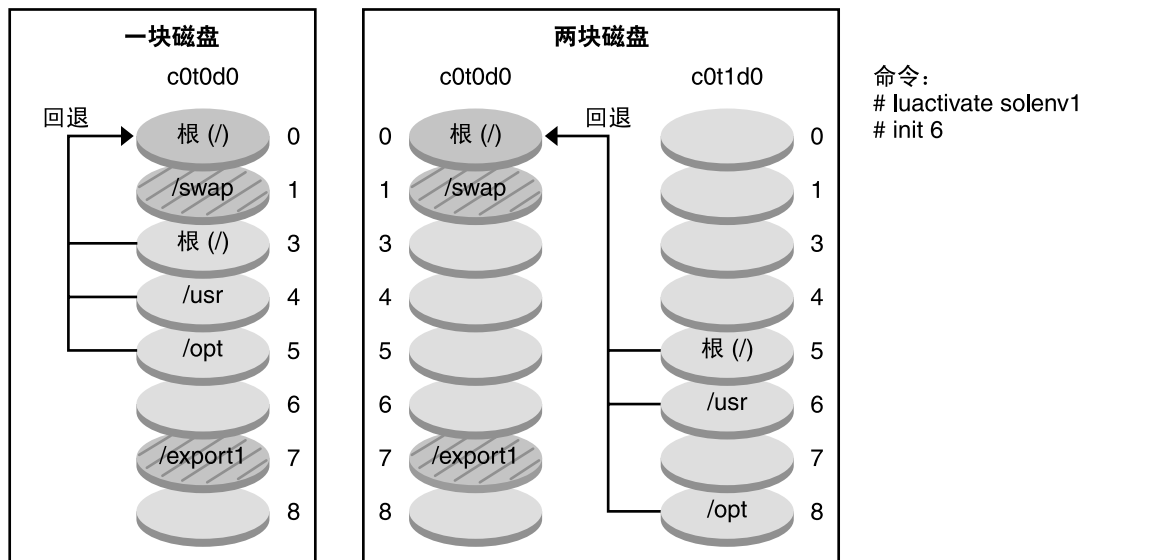 一块磁盘
c0t0d0
回退
根 (/) 0
/swap 1
根 (/) 3
/usr 4
/opt 5
6
/export1 7
8
两块磁盘
c0t0d0
0 根 (/)
1 /swap
3
4
5
6
7 /export1
8
回退
c0t1d0
0
1
3
4
根 (/) 5
/usr 6
7
/opt 8
命令：
# luactivate solenv1
# init 6